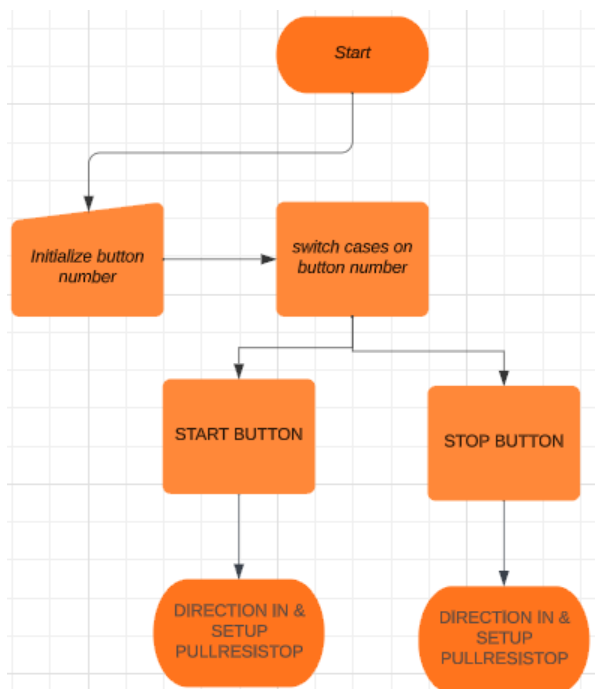 Start
Initialize button
number
switch cases on
button number
START BUTTON
STOP BUTTON
DIRECTION IN &
SETUP
PULLRESISTOP
DIRECTION IN &
SETUP
PULLRESISTOP